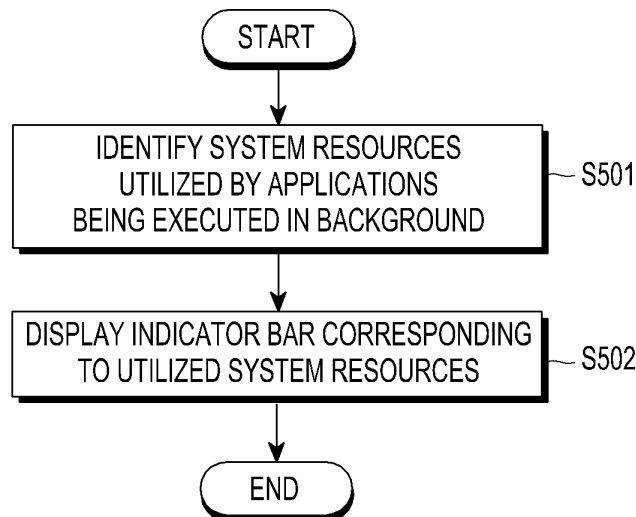 START
IDENTIFY SYSTEM RESOURCES
UTILIZED BY APPLICATIONS
BEING EXECUTED IN BACKGROUND
S501
DISPLAY INDICATOR BAR CORRESPONDING
TO UTILIZED SYSTEM RESOURCES
S502
END